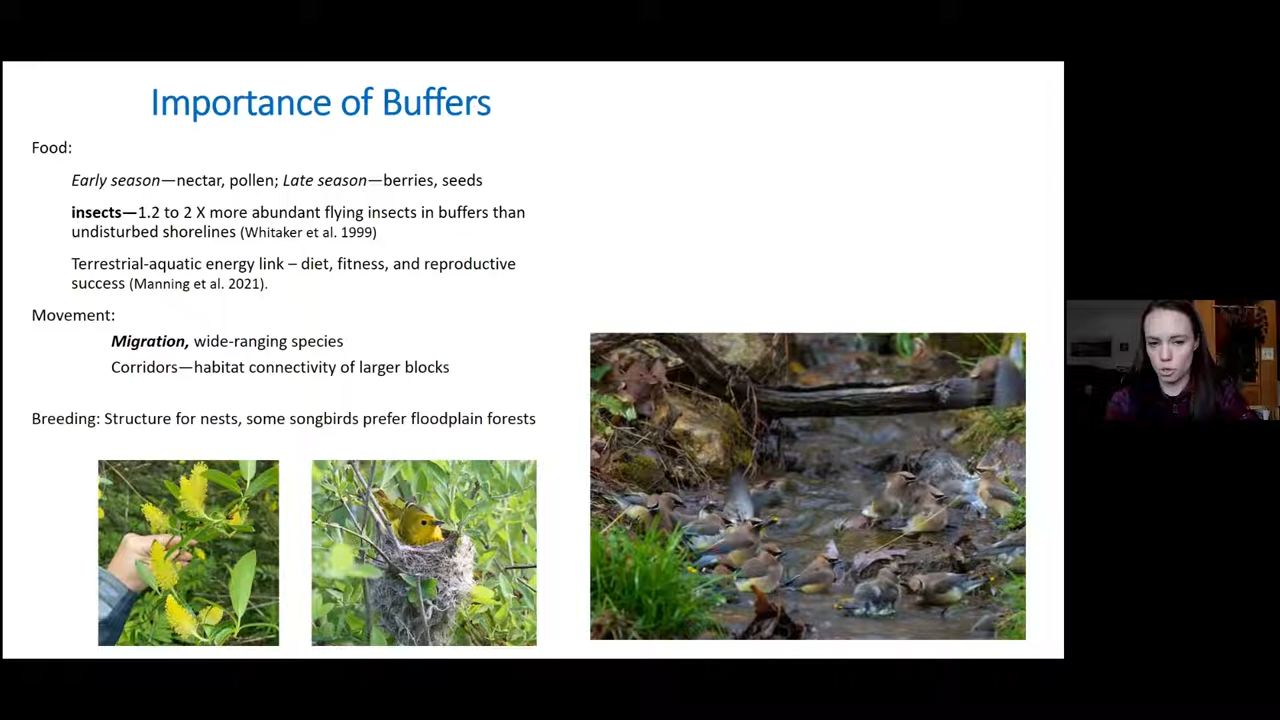 Importance of Buffers
Food:
Early season—nectar, pollen; Late season—berries, seeds
insects—1.2 to 2 X more abundant flying insects in buffers than
undisturbed shorelines (Whitaker et al. 1999)
Terrestrial-aquatic energy link – diet, fitness, and reproductive
success (Manning et al. 2021).
Movement:
Migration, wide-ranging species
Corridors—habitat connectivity of larger blocks
Breeding: Structure for nests, some songbirds prefer floodplain forests